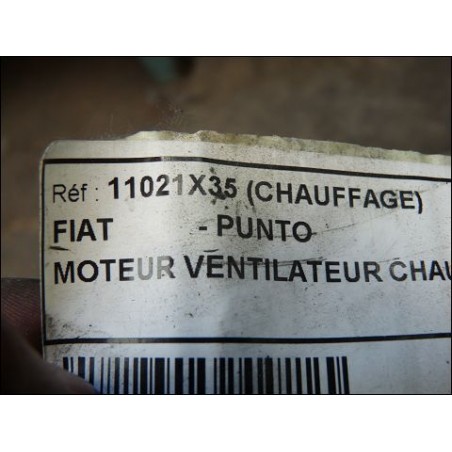 Réf : 11021X35 (CHAUFFAGE)
FIAT - PUNTO
MOTEUR VENTILATEUR CHAU